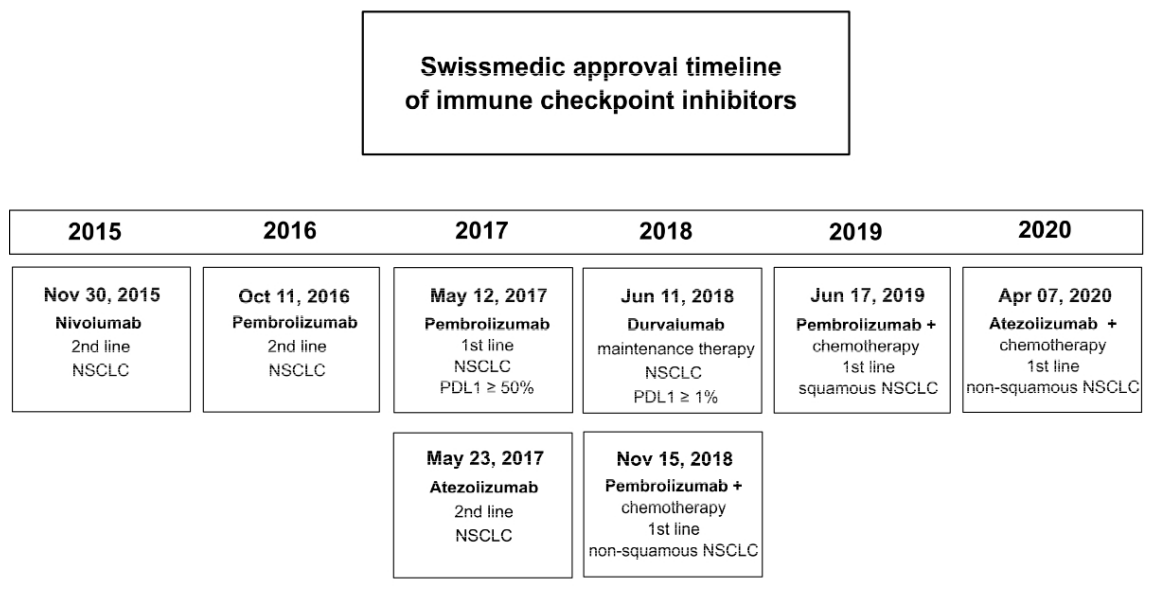 Swissmedic approval timeline
of immune checkpoint inhibitors
2015 2016 2017 2018 2019 2020
Nov 30, 2015
Nivolumab
2nd line
NSCLC
Oct 11, 2016
Pembrolizumab
2nd line
NSCLC
May 12, 2017
Pembrolizumab
1st line
NSCLC
PDL1 ≥ 50%
Jun 11, 2018
Durvalumab
maintenance therapy
NSCLC
PDL1 ≥ 1%
Jun 17, 2019
Pembrolizumab +
chemotherapy
1st line
squamous NSCLC
Apr 07, 2020
Atezolizumab +
chemotherapy
1st line
non-squamous NSCLC
May 23, 2017
Atezolizumab
2nd line
NSCLC
Nov 15, 2018
Pembrolizumab +
chemotherapy
1st line
non-squamous NSCLC